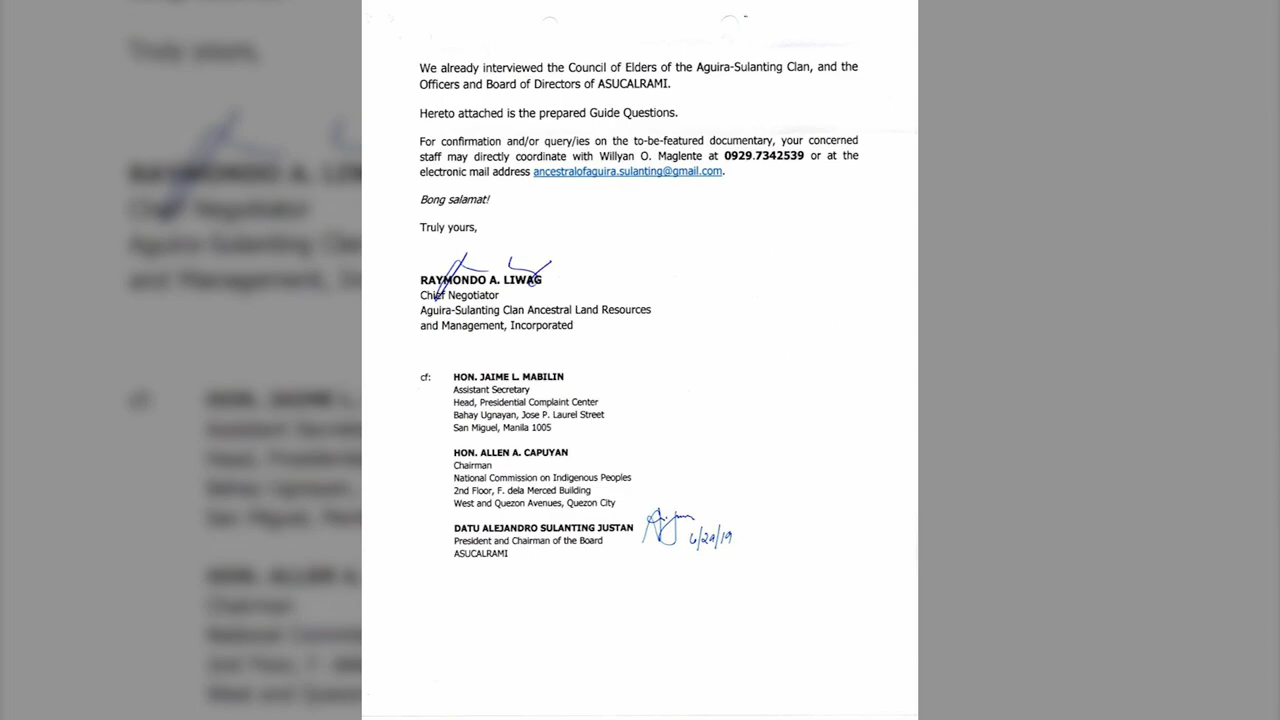 We already interviewed the Council of Elders of the Aguira-Sulanting Clan, and the
Officers and Board of Directors of ASUCALRAMI.
Hereto attached is the prepared Guide Questions.
For confirmation and/or query/ies on the to-be-featured documentary, your concerned
staff may directly coordinate with Willyan O. Maglente at 0929.7342539 or at the
electronic mail address ancestralofaguira.sulanting@gmail.com.
Bong salamat!
Truly yours,
RAYMONDO A. LIWAG
Chief Negotiator
Aguira-Sulanting Clan Ancestral Land Resources
and Management, Incorporated
cf: HON. JAIME L. MABILIN
Assistant Secretary
Head, Presidential Complaint Center
Bahay Ugnayan, Jose P. Laurel Street
San Miguel, Manila 1005
HON. ALLEN A. CAPUYAN
Chairman
National Commission on Indigenous Peoples
2nd Floor, F. dela Merced Building
West and Quezon Avenues, Quezon City
DATU ALEJANDRO SULANTING JUSTAN
President and Chairman of the Board
ASUCALRAMI
6/29/19